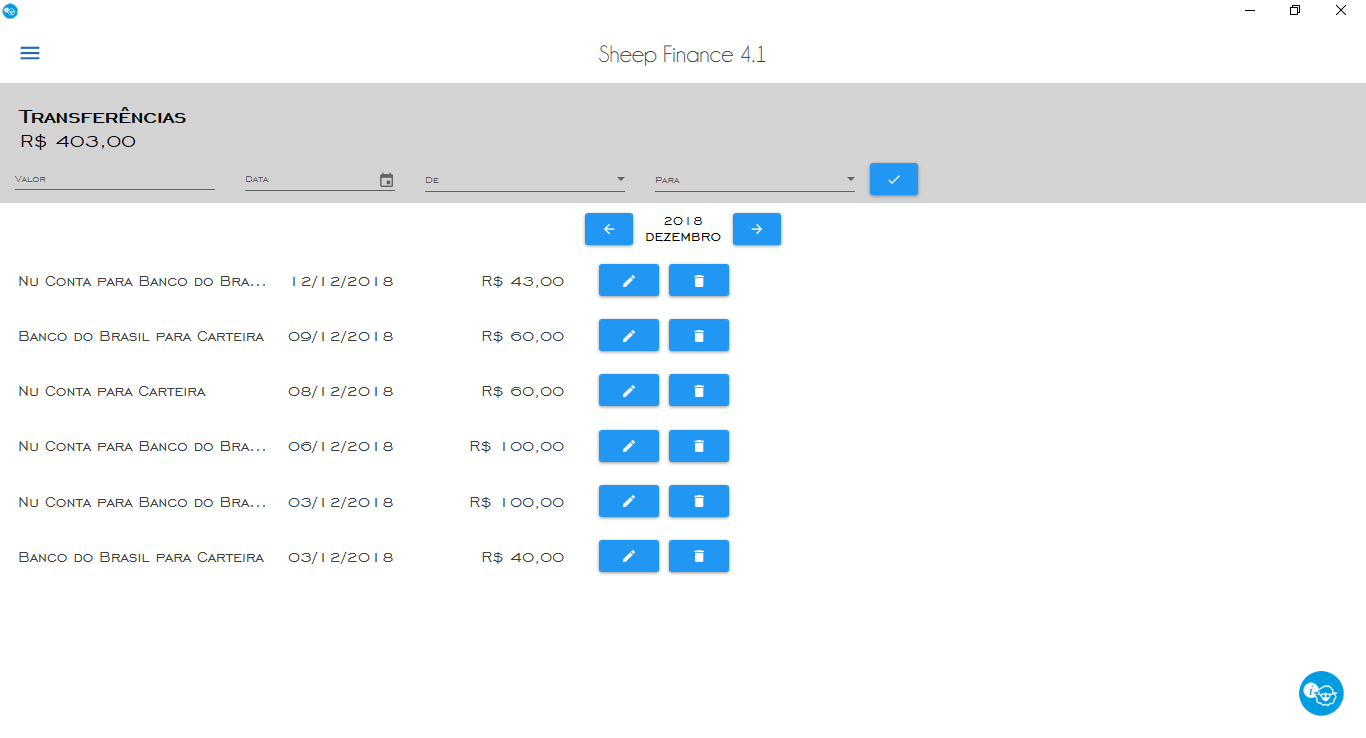 Sheep Finance 4.1
Transferências
R$ 403,00
Valor
Data
De
Para
2018
DEZEMBRO
Nu Conta para Banco do Bra... 12/12/2018 R$ 43,00
Banco do Brasil para Carteira 09/12/2018 R$ 60,00
Nu Conta para Carteira 08/12/2018 R$ 60,00
Nu Conta para Banco do Bra... 06/12/2018 R$ 100,00
Nu Conta para Banco do Bra... 03/12/2018 R$ 100,00
Banco do Brasil para Carteira 03/12/2018 R$ 40,00